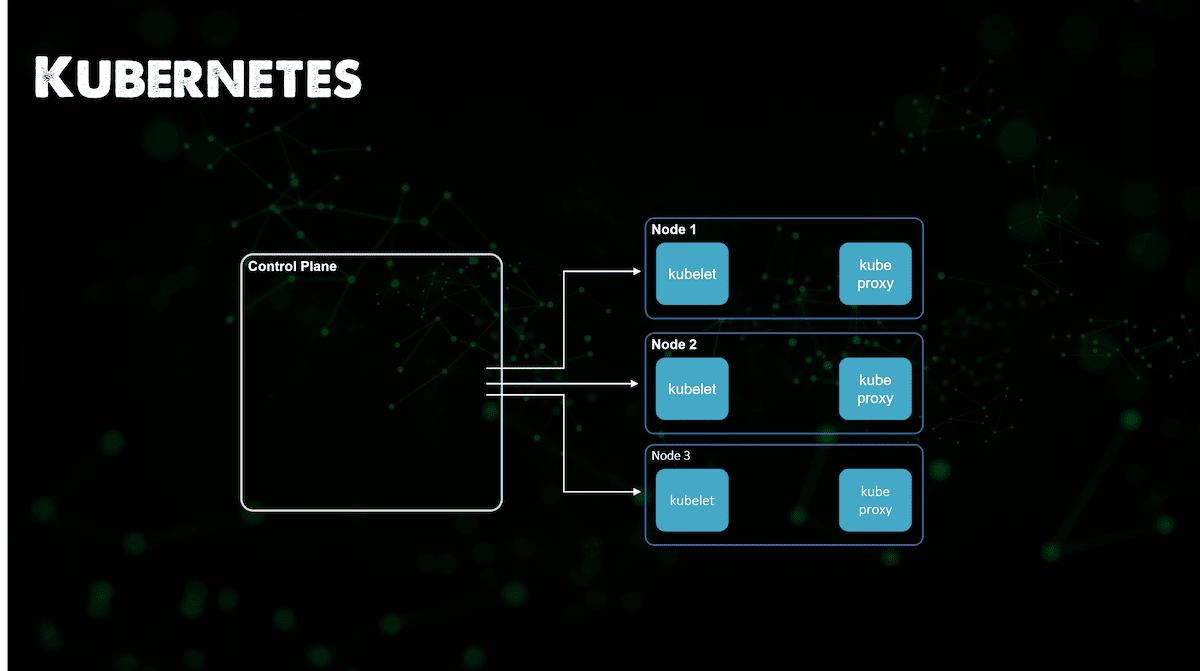 KUBERNETES
Control Plane
Node 1
kubelet
kube
proxy
Node 2
kubelet
kube
proxy
Node 3
kubelet
kube
proxy